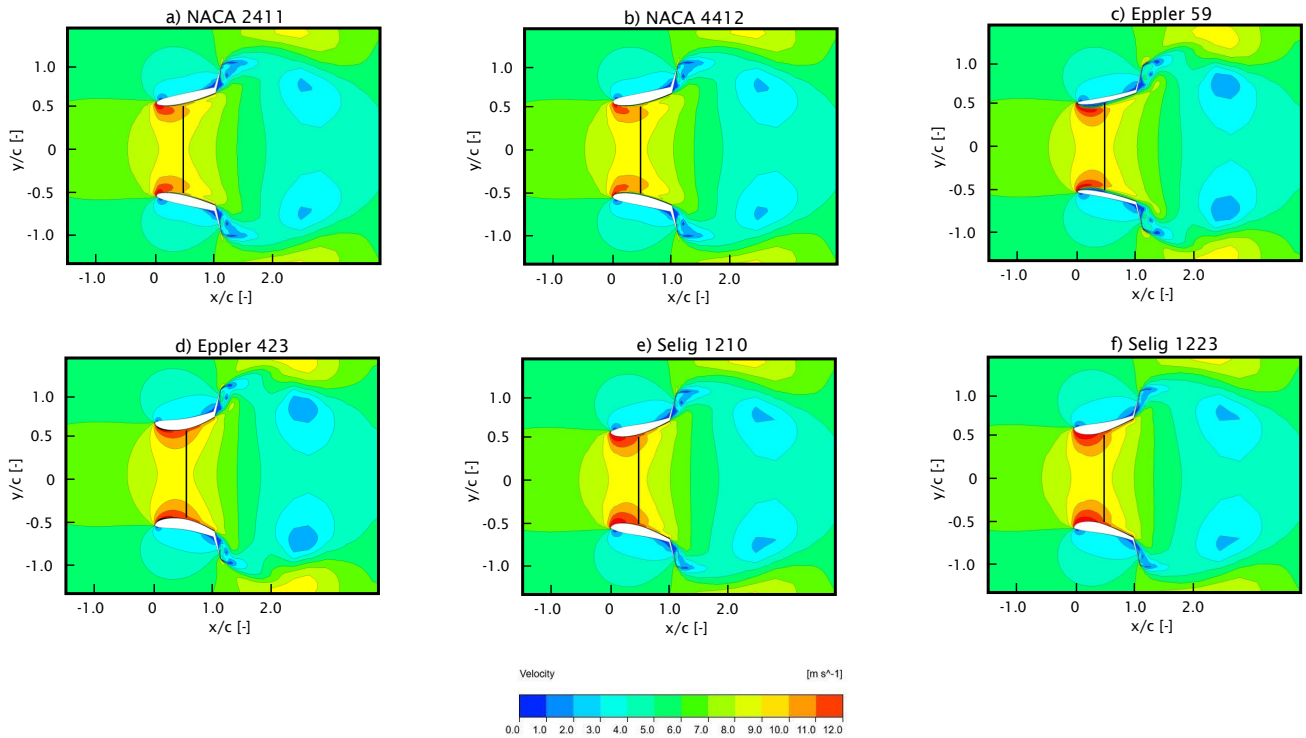 a) NACA 2411
1.0
0.5
0
-0.5
-1.0
y/c [-]
-1.0 0 1.0 2.0
x/c [-]
b) NACA 4412
1.0
0.5
0
-0.5
-1.0
y/c [-]
-1.0 0 1.0 2.0
x/c [-]
c) Eppler 59
1.0
0.5
0
-0.5
-1.0
y/c [-]
-1.0 0 1.0 2.0
x/c [-]
d) Eppler 423
1.0
0.5
0
-0.5
-1.0
y/c [-]
-1.0 0 1.0 2.0
x/c [-]
e) Selig 1210
1.0
0.5
0
-0.5
-1.0
y/c [-]
-1.0 0 1.0 2.0
x/c [-]
f) Selig 1223
1.0
0.5
0
-0.5
-1.0
y/c [-]
-1.0 0 1.0 2.0
x/c [-]
Velocity [m s^-1]
0.0 1.0 2.0 3.0 4.0 5.0 6.0 7.0 8.0 9.0 10.0 11.0 12.0